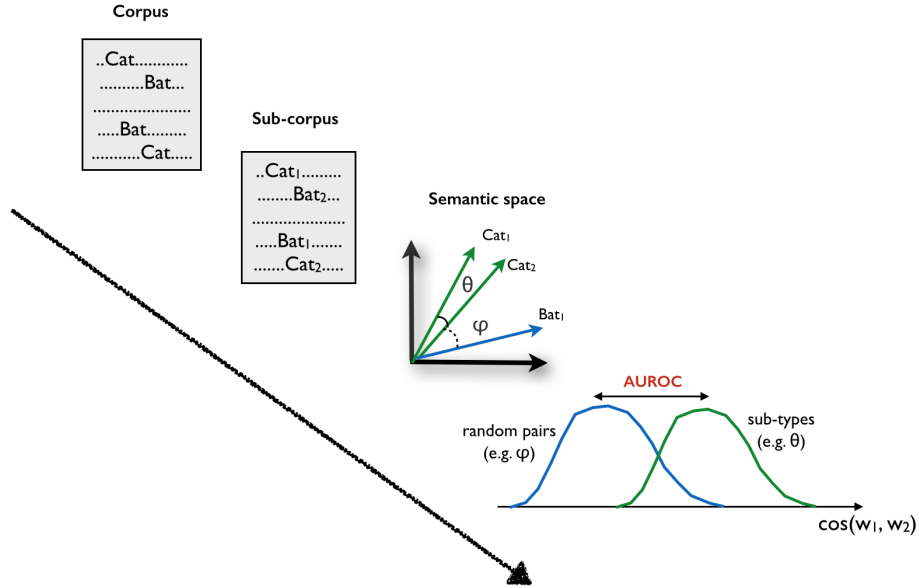 Corpus
..Cat............
..........Bat...
......................
.....Bat.........
...........Cat.....
Sub-corpus
..Cat₁.........
........Bat₂...
.....................
.....Bat₁.......
.......Cat₂.....
Semantic space
Cat₁
Cat₂
θ
φ
Bat₁
AUROC
random pairs
(e.g. φ)
sub-types
(e.g. θ)
cos(w₁, w₂)